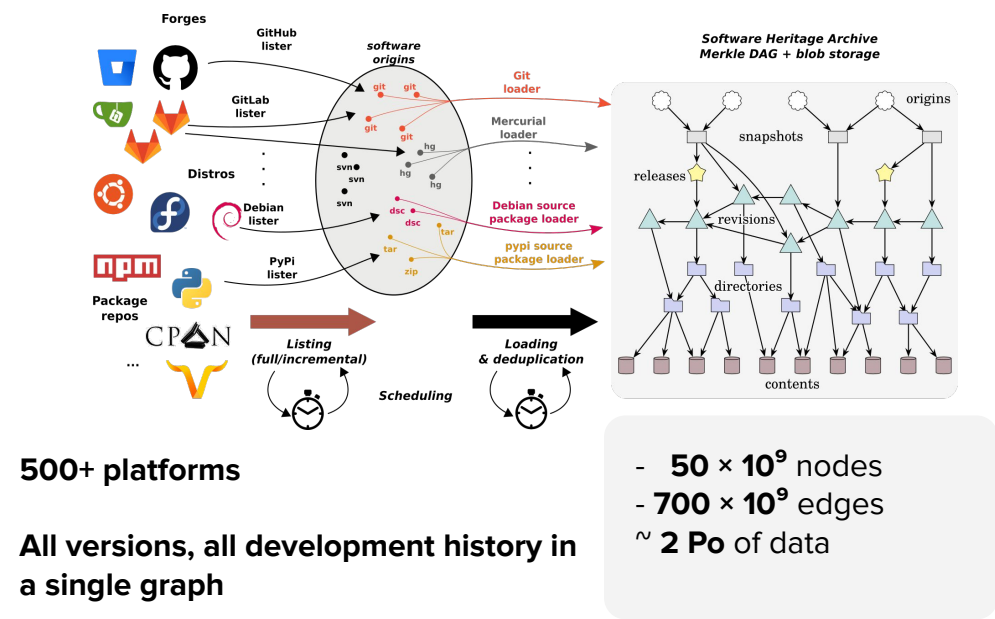 Forges
GitHub
lister
GitLab
lister
Distros
Debian
lister
PyPi
lister
npm
Package
repos
CPAN
...
software
origins
git
git
git
git
hg
hg
hg
svn
svn
svn
dsc
dsc
tar
tar
zip
Git
loader
Mercurial
loader
Debian source
package loader
pypi source
package loader
Listing
(full/incremental)
Scheduling
Loading
& deduplication
Software Heritage Archive
Merkle DAG + blob storage
origins
snapshots
releases
revisions
directories
contents
500+ platforms
All versions, all development history in
a single graph
- 50 × 10⁹ nodes
- 700 × 10⁹ edges
~ 2 Po of data